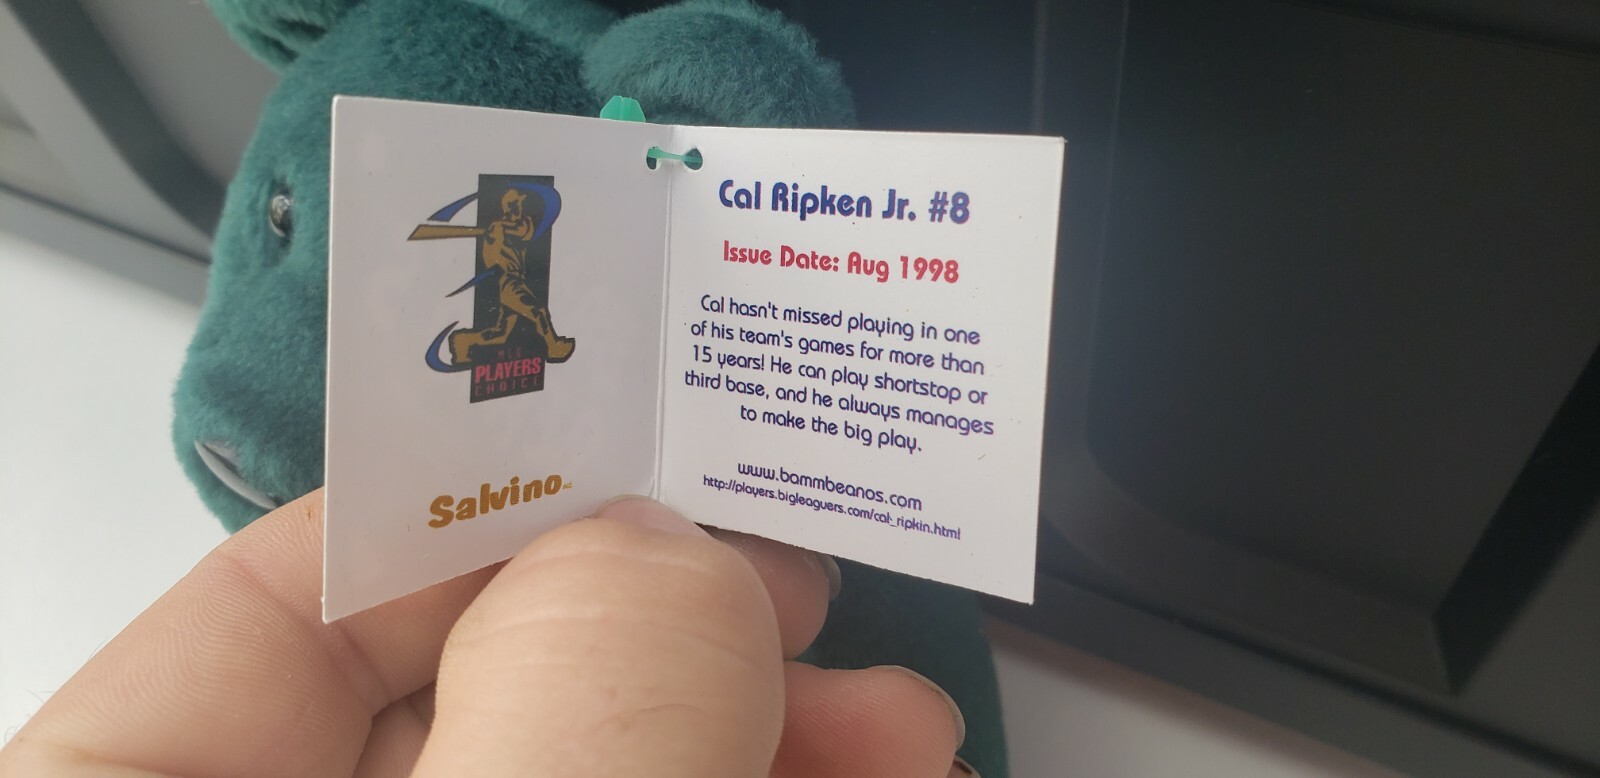 MLB
PLAYERS
CHOICE
Salvino
Cal Ripken Jr. #8
Issue Date: Aug 1998
Cal hasn't missed playing in one
of his team's games for more than
15 years! He can play shortstop or
third base, and he always manages
to make the big play.
www.bammbeanos.com
http://players.bigleaguers.com/cal_ripkin.html